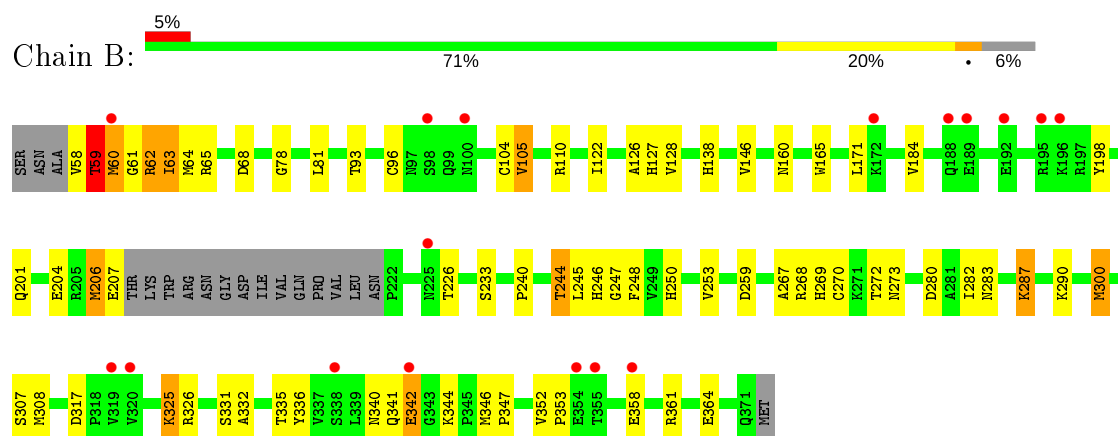 5%
Chain B:
71% 20% • 6%
SER ASN ALA V58 T59 M60 G61 R62 I63 M64 R65 D68 G78 L81 T93 C96 N97 S98 Q99 N100 C104 V105 R110 I122 A126 H127 V128 H138 V146 N160 W165 L171 K172 V184 Q188 E189 E192 R195 K196 R197 Y198
Q201 E204 R205 M206 E207 THR LYS TRP ARG ASN GLY ASP ILE VAL GLN PRO VAL LEU ASN P222 N225 T226 S233 P240 T244 L245 H246 G247 F248 V249 H250 V253 D259 A267 R268 H269 C270 K271 T272 N273 D280 A281 I282 N283 K287 K290 M300
S307 M308 D317 P318 V319 V320 K325 R326 S331 A332 T335 Y336 V337 S338 L339 N340 Q341 E342 G343 K344 P345 M346 P347 V352 P353 E354 T355 E358 R361 E364 Q371 MET